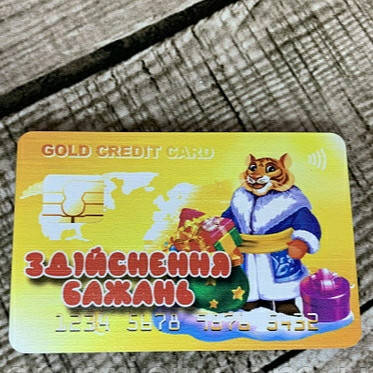 GOLD CREDIT CARD
ЗДІЙСНЕННЯ
БАЖАНЬ
1234 5678 9876 5432